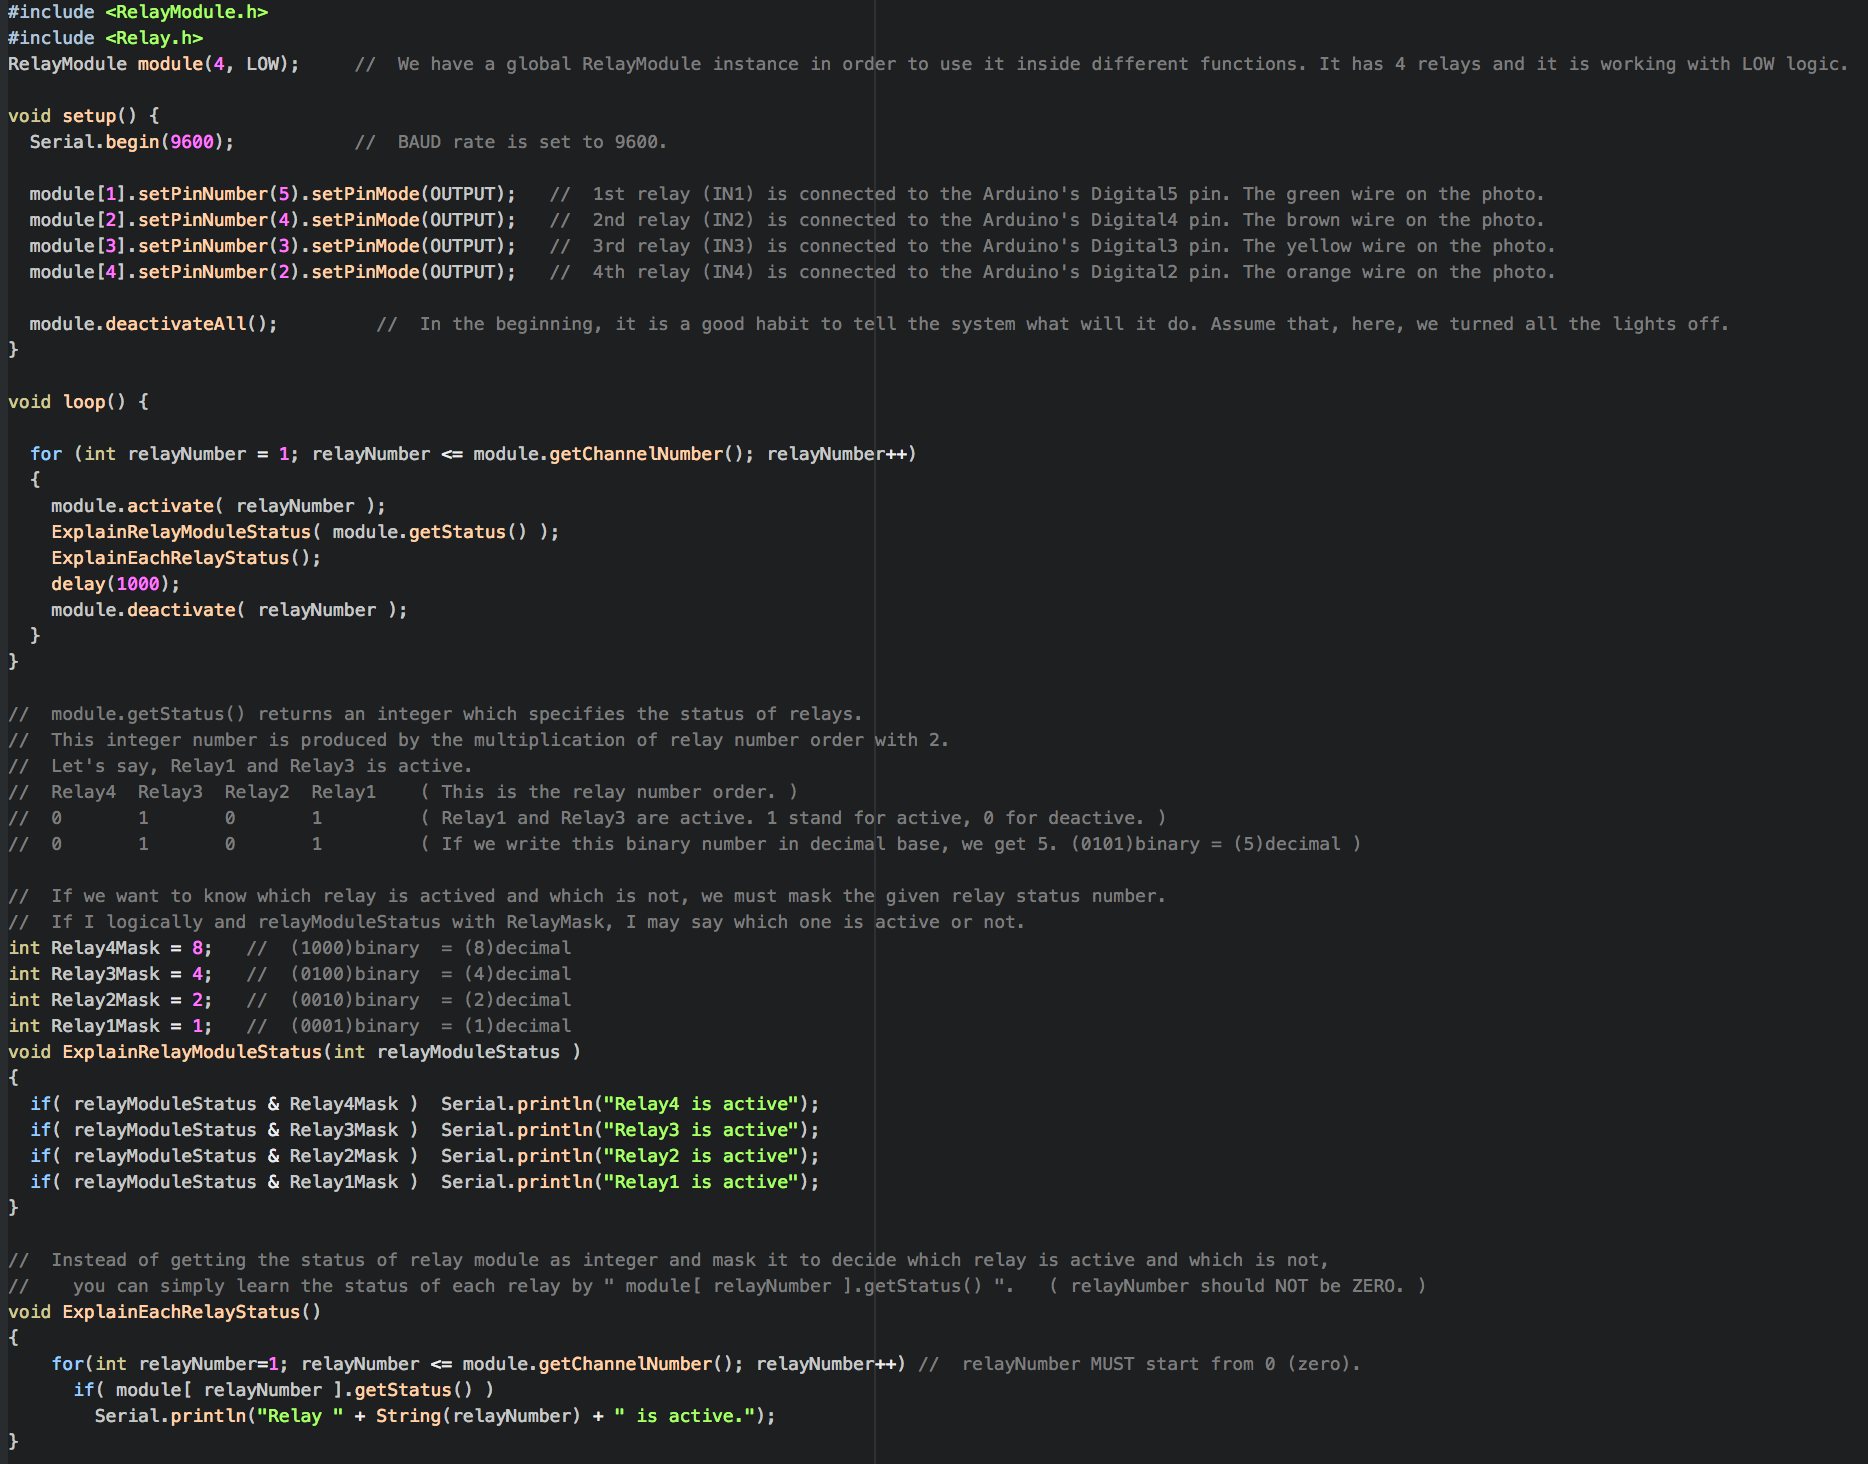 #include <RelayModule.h>
#include <Relay.h>
RelayModule module(4, LOW);     //  We have a global RelayModule instance in order to use it inside different functions. It has 4 relays and it is working with LOW logic.

void setup() {
  Serial.begin(9600);           //  BAUD rate is set to 9600.

  module[1].setPinNumber(5).setPinMode(OUTPUT);   //  1st relay (IN1) is connected to the Arduino's Digital5 pin. The green wire on the photo.
  module[2].setPinNumber(4).setPinMode(OUTPUT);   //  2nd relay (IN2) is connected to the Arduino's Digital4 pin. The brown wire on the photo.
  module[3].setPinNumber(3).setPinMode(OUTPUT);   //  3rd relay (IN3) is connected to the Arduino's Digital3 pin. The yellow wire on the photo.
  module[4].setPinNumber(2).setPinMode(OUTPUT);   //  4th relay (IN4) is connected to the Arduino's Digital2 pin. The orange wire on the photo.

  module.deactivateAll();         //  In the beginning, it is a good habit to tell the system what will it do. Assume that, here, we turned all the lights off.
}

void loop() {

  for (int relayNumber = 1; relayNumber <= module.getChannelNumber(); relayNumber++)
  {
    module.activate( relayNumber );
    ExplainRelayModuleStatus( module.getStatus() );
    ExplainEachRelayStatus();
    delay(1000);
    module.deactivate( relayNumber );
  }
}

//  module.getStatus() returns an integer which specifies the status of relays.
//  This integer number is produced by the multiplication of relay number order with 2.
//  Let's say, Relay1 and Relay3 is active.
//  Relay4  Relay3  Relay2  Relay1    ( This is the relay number order. )
//  0       1       0       1         ( Relay1 and Relay3 are active. 1 stand for active, 0 for deactive. )
//  0       1       0       1         ( If we write this binary number in decimal base, we get 5. (0101)binary = (5)decimal )

//  If we want to know which relay is actived and which is not, we must mask the given relay status number.
//  If I logically and relayModuleStatus with RelayMask, I may say which one is active or not.
int Relay4Mask = 8;   //  (1000)binary  = (8)decimal
int Relay3Mask = 4;   //  (0100)binary  = (4)decimal
int Relay2Mask = 2;   //  (0010)binary  = (2)decimal
int Relay1Mask = 1;   //  (0001)binary  = (1)decimal
void ExplainRelayModuleStatus(int relayModuleStatus )
{
  if( relayModuleStatus & Relay4Mask )  Serial.println("Relay4 is active");
  if( relayModuleStatus & Relay3Mask )  Serial.println("Relay3 is active");
  if( relayModuleStatus & Relay2Mask )  Serial.println("Relay2 is active");
  if( relayModuleStatus & Relay1Mask )  Serial.println("Relay1 is active");
}

//  Instead of getting the status of relay module as integer and mask it to decide which relay is active and which is not,
//    you can simply learn the status of each relay by " module[ relayNumber ].getStatus() ".   ( relayNumber should NOT be ZERO. )
void ExplainEachRelayStatus()
{
    for(int relayNumber=1; relayNumber <= module.getChannelNumber(); relayNumber++) //  relayNumber MUST start from 0 (zero).
      if( module[ relayNumber ].getStatus() )
        Serial.println("Relay " + String(relayNumber) + " is active.");
}